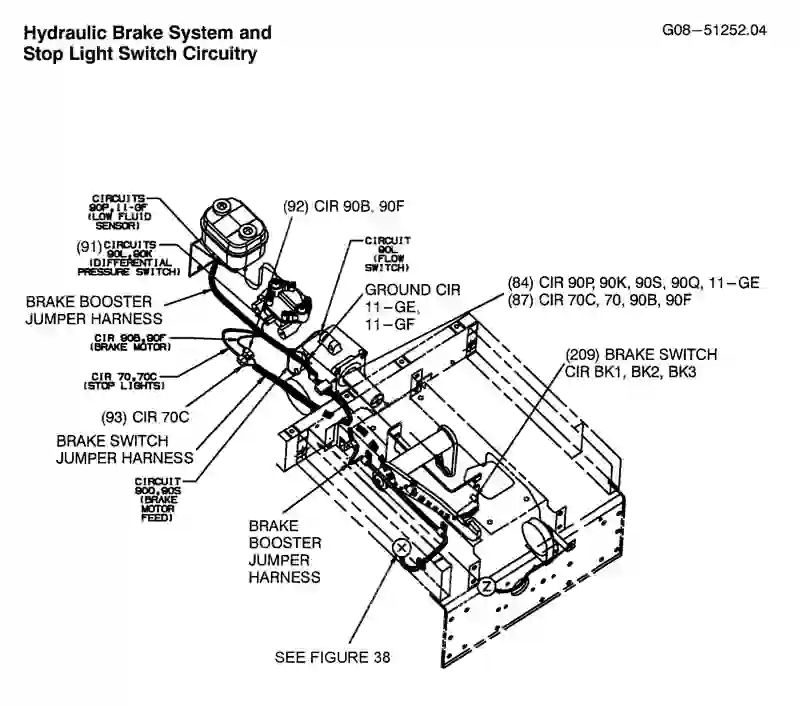 Hydraulic Brake System and
Stop Light Switch Circuitry
G08-51252.04
CIRCUITS
90P, 11-GF
(LOW FLUID
SENSOR)
(92) CIR 90B, 90F
(91) CIRCUITS
90L, 90K
(DIFFERENTIAL
PRESSURE SWITCH)
CIRCUIT
90L
(FLOW
SWITCH)
BRAKE BOOSTER
JUMPER HARNESS
GROUND CIR
11-GE,
11-GF
(84) CIR 90P, 90K, 90S, 90Q, 11-GE
(87) CIR 70C, 70, 90B, 90F
CIR 90B, 90F
(BRAKE MOTOR)
(209) BRAKE SWITCH
CIR BK1, BK2, BK3
CIR 70, 70C
(STOP LIGHTS)
(93) CIR 70C
BRAKE SWITCH
JUMPER HARNESS
CIRCUIT
90Q, 90S
(BRAKE
MOTOR
FEED)
BRAKE
BOOSTER
JUMPER
HARNESS
X
Z
SEE FIGURE 38